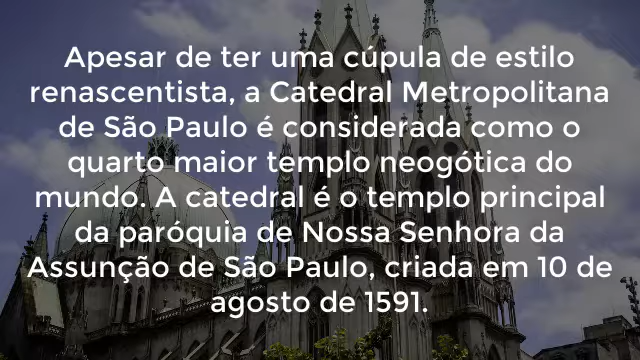 Apesar de ter uma cúpula de estilo
renascentista, a Catedral Metropolitana
de São Paulo é considerada como o
quarto maior templo neogótica do
mundo. A catedral é o templo principal
da paróquia de Nossa Senhora da
Assunção de São Paulo, criada em 10 de
agosto de 1591.